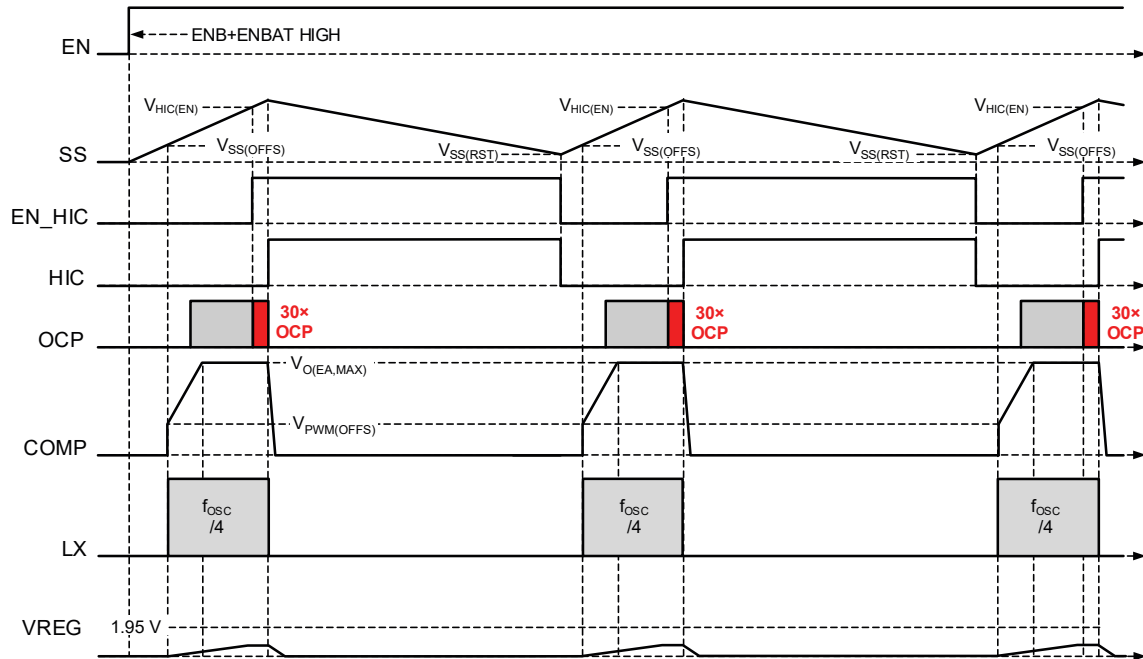 ENB+ENBAT HIGH
EN
VHIC(EN) VHIC(EN) VHIC(EN)
VSS(OFFS) VSS(OFFS) VSS(OFFS)
SS VSS(RST) VSS(RST)
EN_HIC
HIC
30× 30× 30×
OCP OCP OCP OCP
VO(EA,MAX)
VPWM(OFFS)
COMP
fOSC fOSC fOSC
/4 /4 /4
LX
VREG 1.95 V